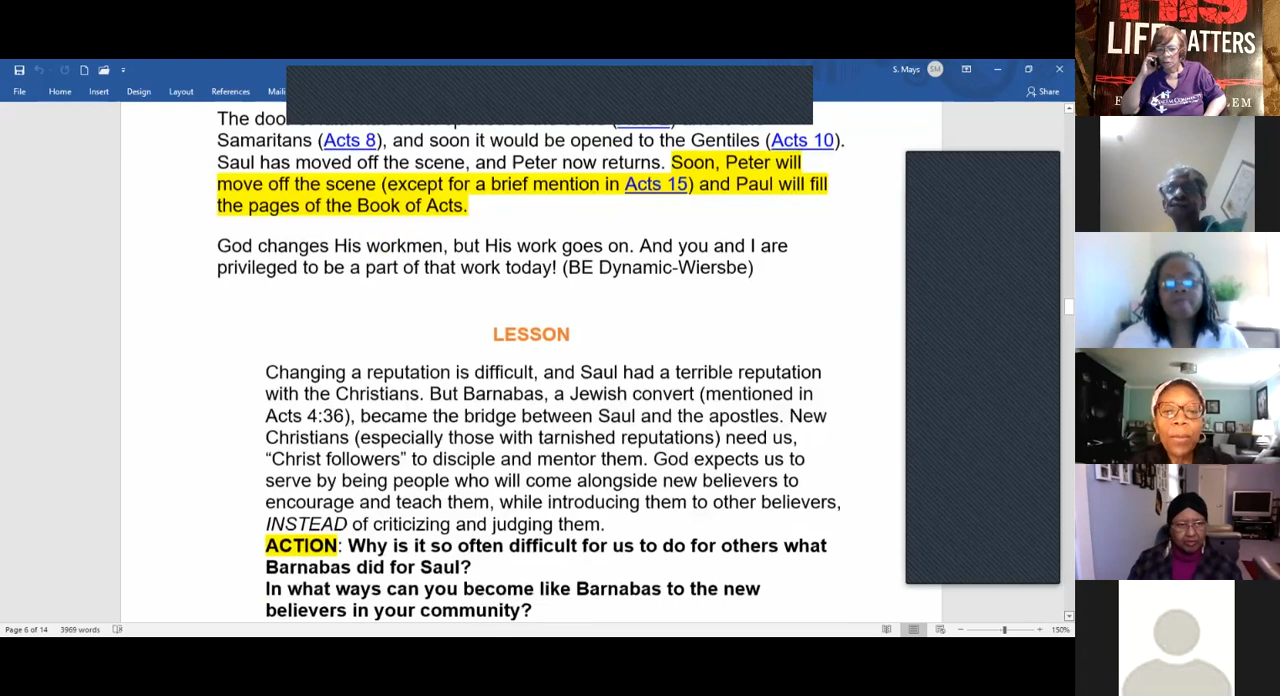 S. Mays
SM
File
Home
Insert
Design
Layout
References
Share
The
Samaritans (Acts 8), and soon it would be opened to the Gentiles (Acts 10).
Saul has moved off the scene, and Peter now returns. Soon, Peter will
move off the scene (except for a brief mention in Acts 15) and Paul will fill
the pages of the Book of Acts.
God changes His workmen, but His work goes on. And you and I are
privileged to be a part of that work today! (BE Dynamic-Wiersbe)
LESSON
Changing a reputation is difficult, and Saul had a terrible reputation
with the Christians. But Barnabas, a Jewish convert (mentioned in
Acts 4:36), became the bridge between Saul and the apostles. New
Christians (especially those with tarnished reputations) need us,
“Christ followers” to disciple and mentor them. God expects us to
serve by being people who will come alongside new believers to
encourage and teach them, while introducing them to other believers,
INSTEAD of criticizing and judging them.
ACTION: Why is it so often difficult for us to do for others what
Barnabas did for Saul?
In what ways can you become like Barnabas to the new
believers in your community?
Page 6 of 14
3969 words
150%
HIS
LIFE MATTERS